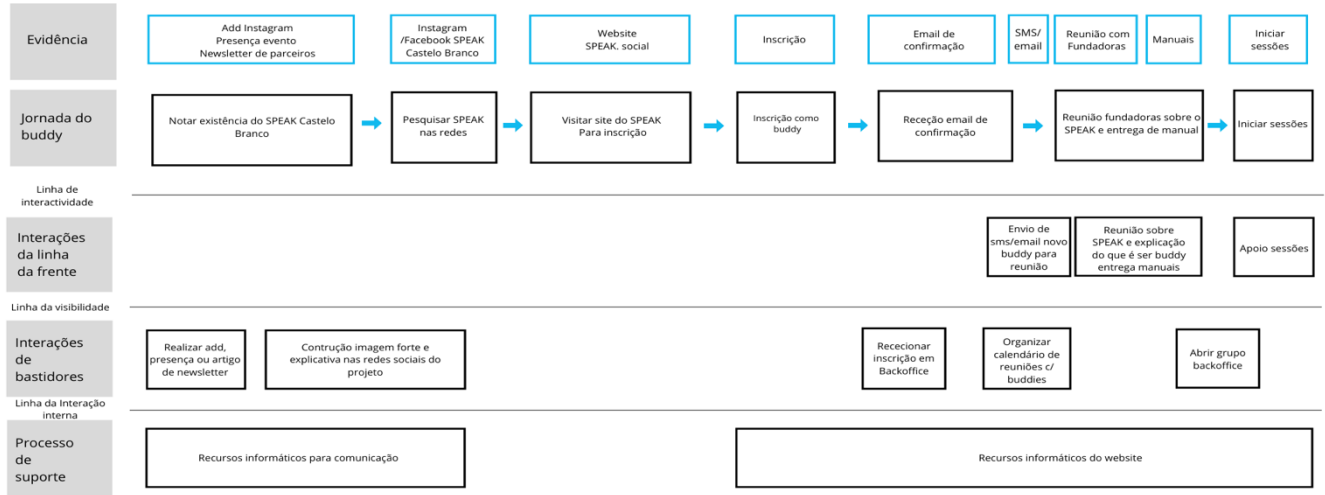 Evidência
Add Instagram
Presença evento
Newsletter de parceiros
Instagram
/Facebook SPEAK
Castelo Branco
Website
SPEAK. social
Inscrição
Email de
confirmação
SMS/
email
Reunião com
Fundadoras
Manuais
Iniciar
sessões
Jornada do
buddy
Notar existência do SPEAK Castelo
Branco
Pesquisar SPEAK
nas redes
Visitar site do SPEAK
Para inscrição
Inscrição como
buddy
Receção email de
confirmação
Reunião fundadoras sobre o
SPEAK e entrega de manual
Iniciar sessões
Linha de
interactividade
Interações
da linha
da frente
Envio de
sms/email novo
buddy para
reunião
Reunião sobre
SPEAK e explicação
do que é ser buddy
entrega manuais
Apoio sessões
Linha da visibilidade
Interações
de
bastidores
Realizar add,
presença ou artigo
de newsletter
Contrução imagem forte e
explicativa nas redes sociais do
projeto
Rececionar
inscrição em
Backoffice
Organizar
calendário de
reuniões c/
buddies
Abrir grupo
backoffice
Linha da Interação
interna
Processo
de
suporte
Recursos informáticos para comunicação
Recursos informáticos do website